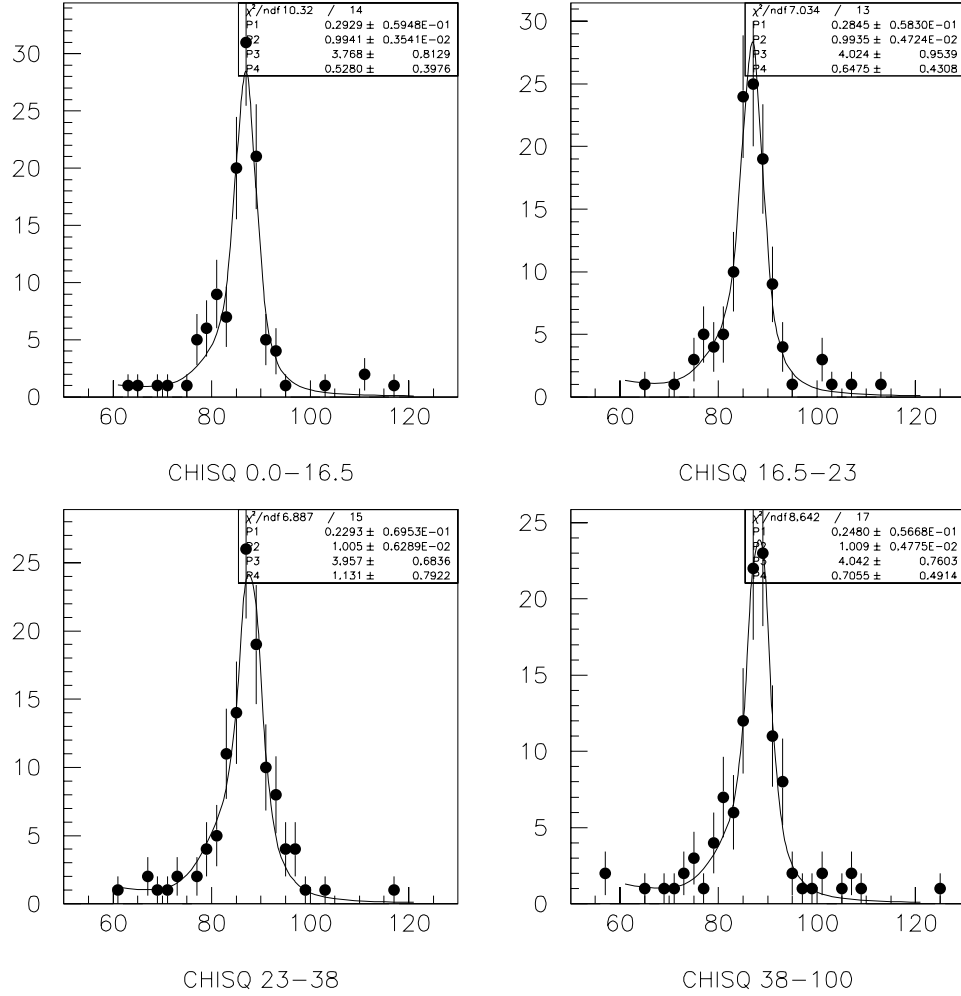 χ²/ndf 10.32 / 14
P1 0.2929 ± 0.5948E−01
P2 0.9941 ± 0.3541E−02
P3 3.768 ± 0.8129
P4 0.5280 ± 0.3976
30
25
20
15
10
5
0
60 80 100 120
CHISQ 0.0−16.5
χ²/ndf 7.034 / 13
P1 0.2845 ± 0.5830E−01
P2 0.9935 ± 0.4724E−02
P3 4.024 ± 0.9539
P4 0.6475 ± 0.4308
30
25
20
15
10
5
0
60 80 100 120
CHISQ 16.5−23
χ²/ndf 6.887 / 15
P1 0.2293 ± 0.6953E−01
P2 1.005 ± 0.6289E−02
P3 3.957 ± 0.6836
P4 1.131 ± 0.7922
25
20
15
10
5
0
60 80 100 120
CHISQ 23−38
χ²/ndf 8.642 / 17
P1 0.2480 ± 0.5668E−01
P2 1.009 ± 0.4775E−02
P3 4.042 ± 0.7603
P4 0.7055 ± 0.4914
25
20
15
10
5
0
60 80 100 120
CHISQ 38−100